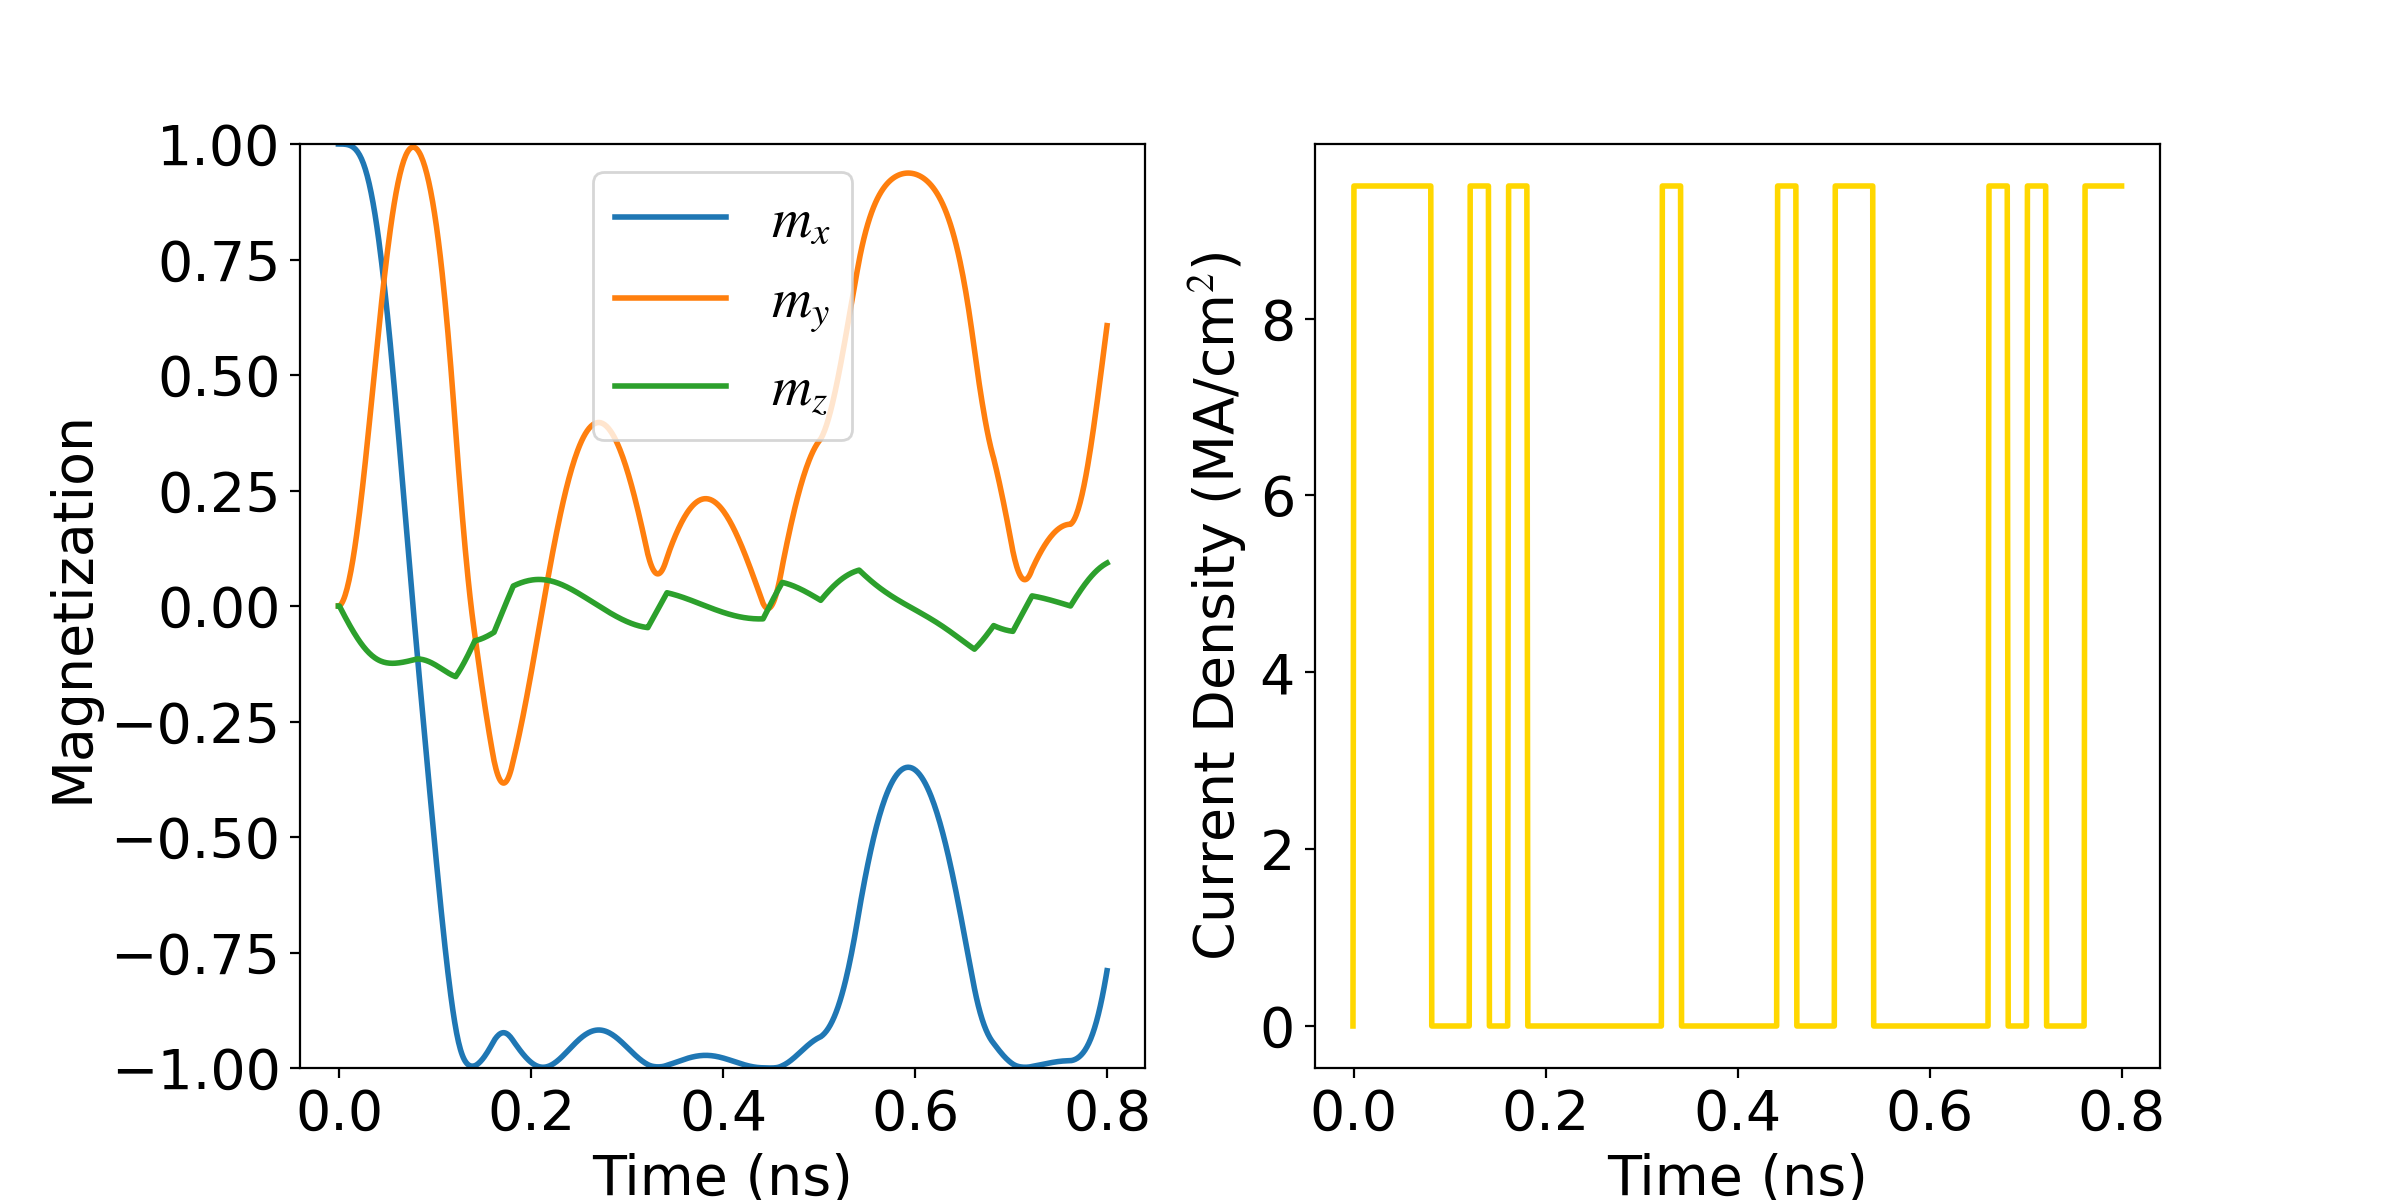 1.00
0.75
0.50
0.25
0.00
−0.25
−0.50
−0.75
−1.00
Magnetization
0.0 0.2 0.4 0.6 0.8
Time (ns)
m_x
m_y
m_z
8
6
4
2
0
Current Density (MA/cm²)
0.0 0.2 0.4 0.6 0.8
Time (ns)